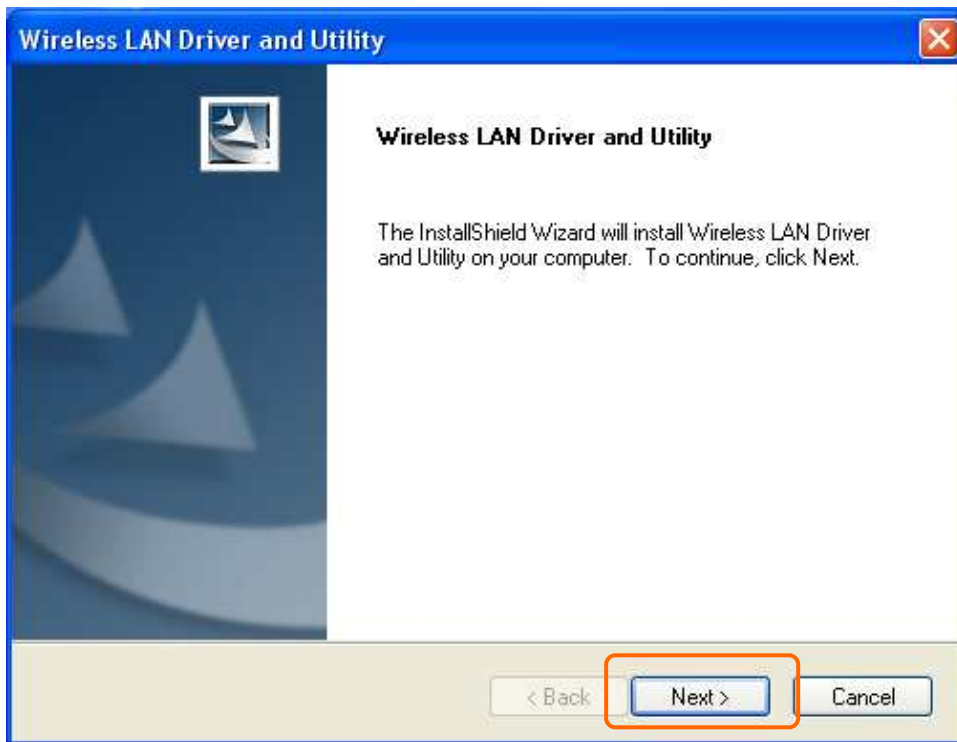 Wireless LAN Driver and Utility
Wireless LAN Driver and Utility
The InstallShield Wizard will install Wireless LAN Driver
and Utility on your computer.  To continue, click Next.
< Back Next > Cancel